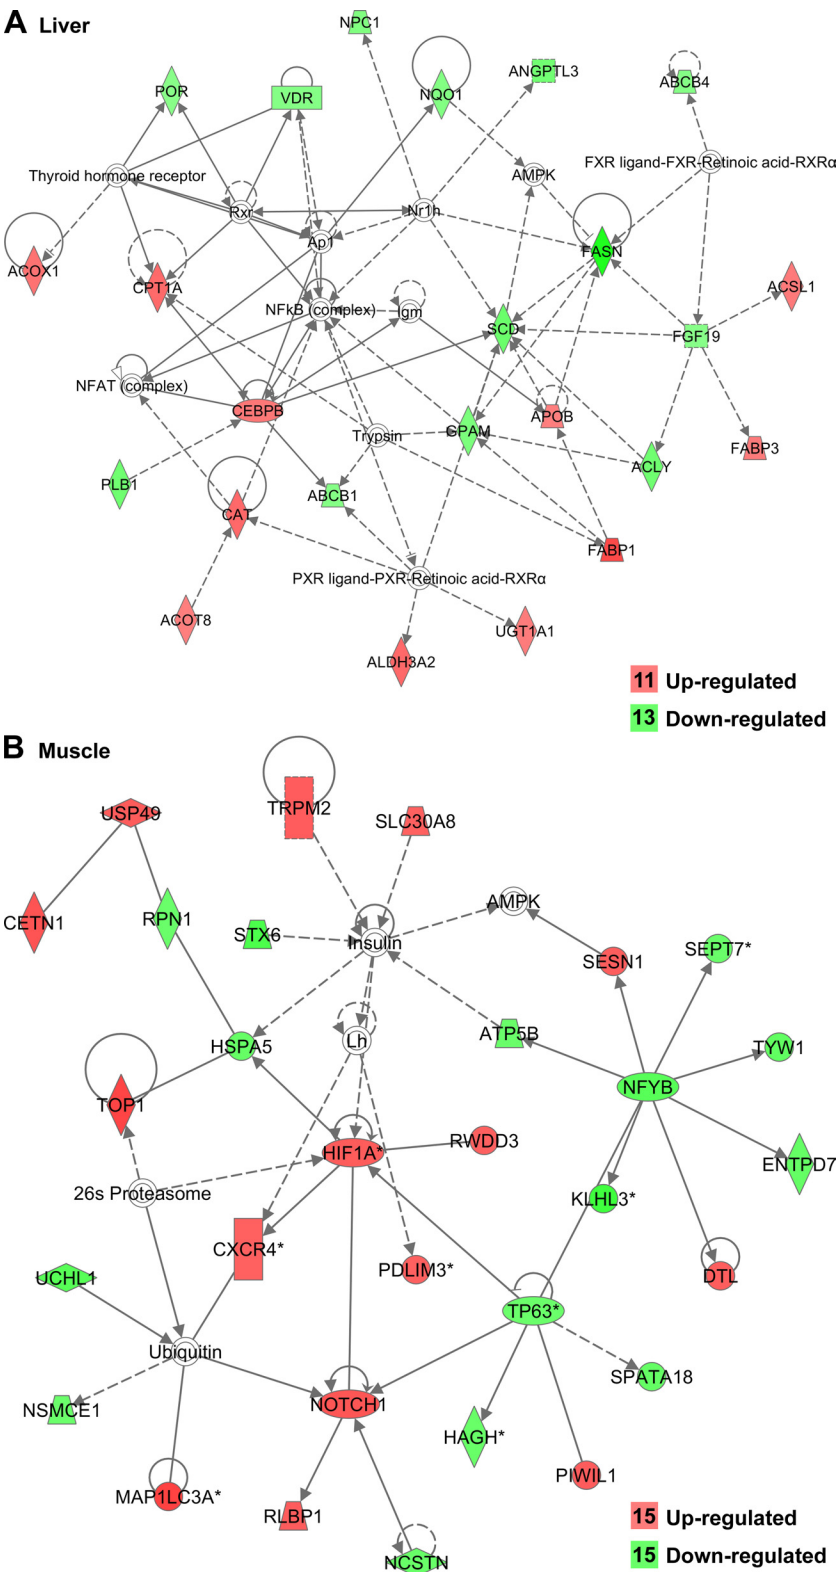 A Liver
NPC1
ANGPTL3
POR
VDR
NQO1
ABCB4
Thyroid hormone receptor
AMPK
FXR ligand-FXR-Retinoic acid-RXRα
Rxr
Nr1h
Ap1
FASN
ACOX1
CPT1A
ACSL1
NFkB (complex)
Igm
SCD
FGF19
NFAT (complex)
CEBPB
APOB
Trypsin
GPAM
FABP3
PLB1
ABCB1
ACLY
CAT
FABP1
PXR ligand-PXR-Retinoic acid-RXRα
ACOT8
UGT1A1
ALDH3A2
11 Up-regulated
13 Down-regulated
B Muscle
USP49
TRPM2
SLC30A8
CETN1
RPN1
STX6
Insulin
AMPK
SESN1
SEPT7*
HSPA5
Lh
ATP5B
TYW1
NFYB
TOP1
HIF1A*
RWDD3
ENTPD7
26s Proteasome
KLHL3*
CXCR4*
PDLIM3*
DTL
UCHL1
TP63*
Ubiquitin
SPATA18
NSMCE1
NOTCH1
HAGH*
PIWIL1
MAP1LC3A*
RLBP1
NCSTN
15 Up-regulated
15 Down-regulated